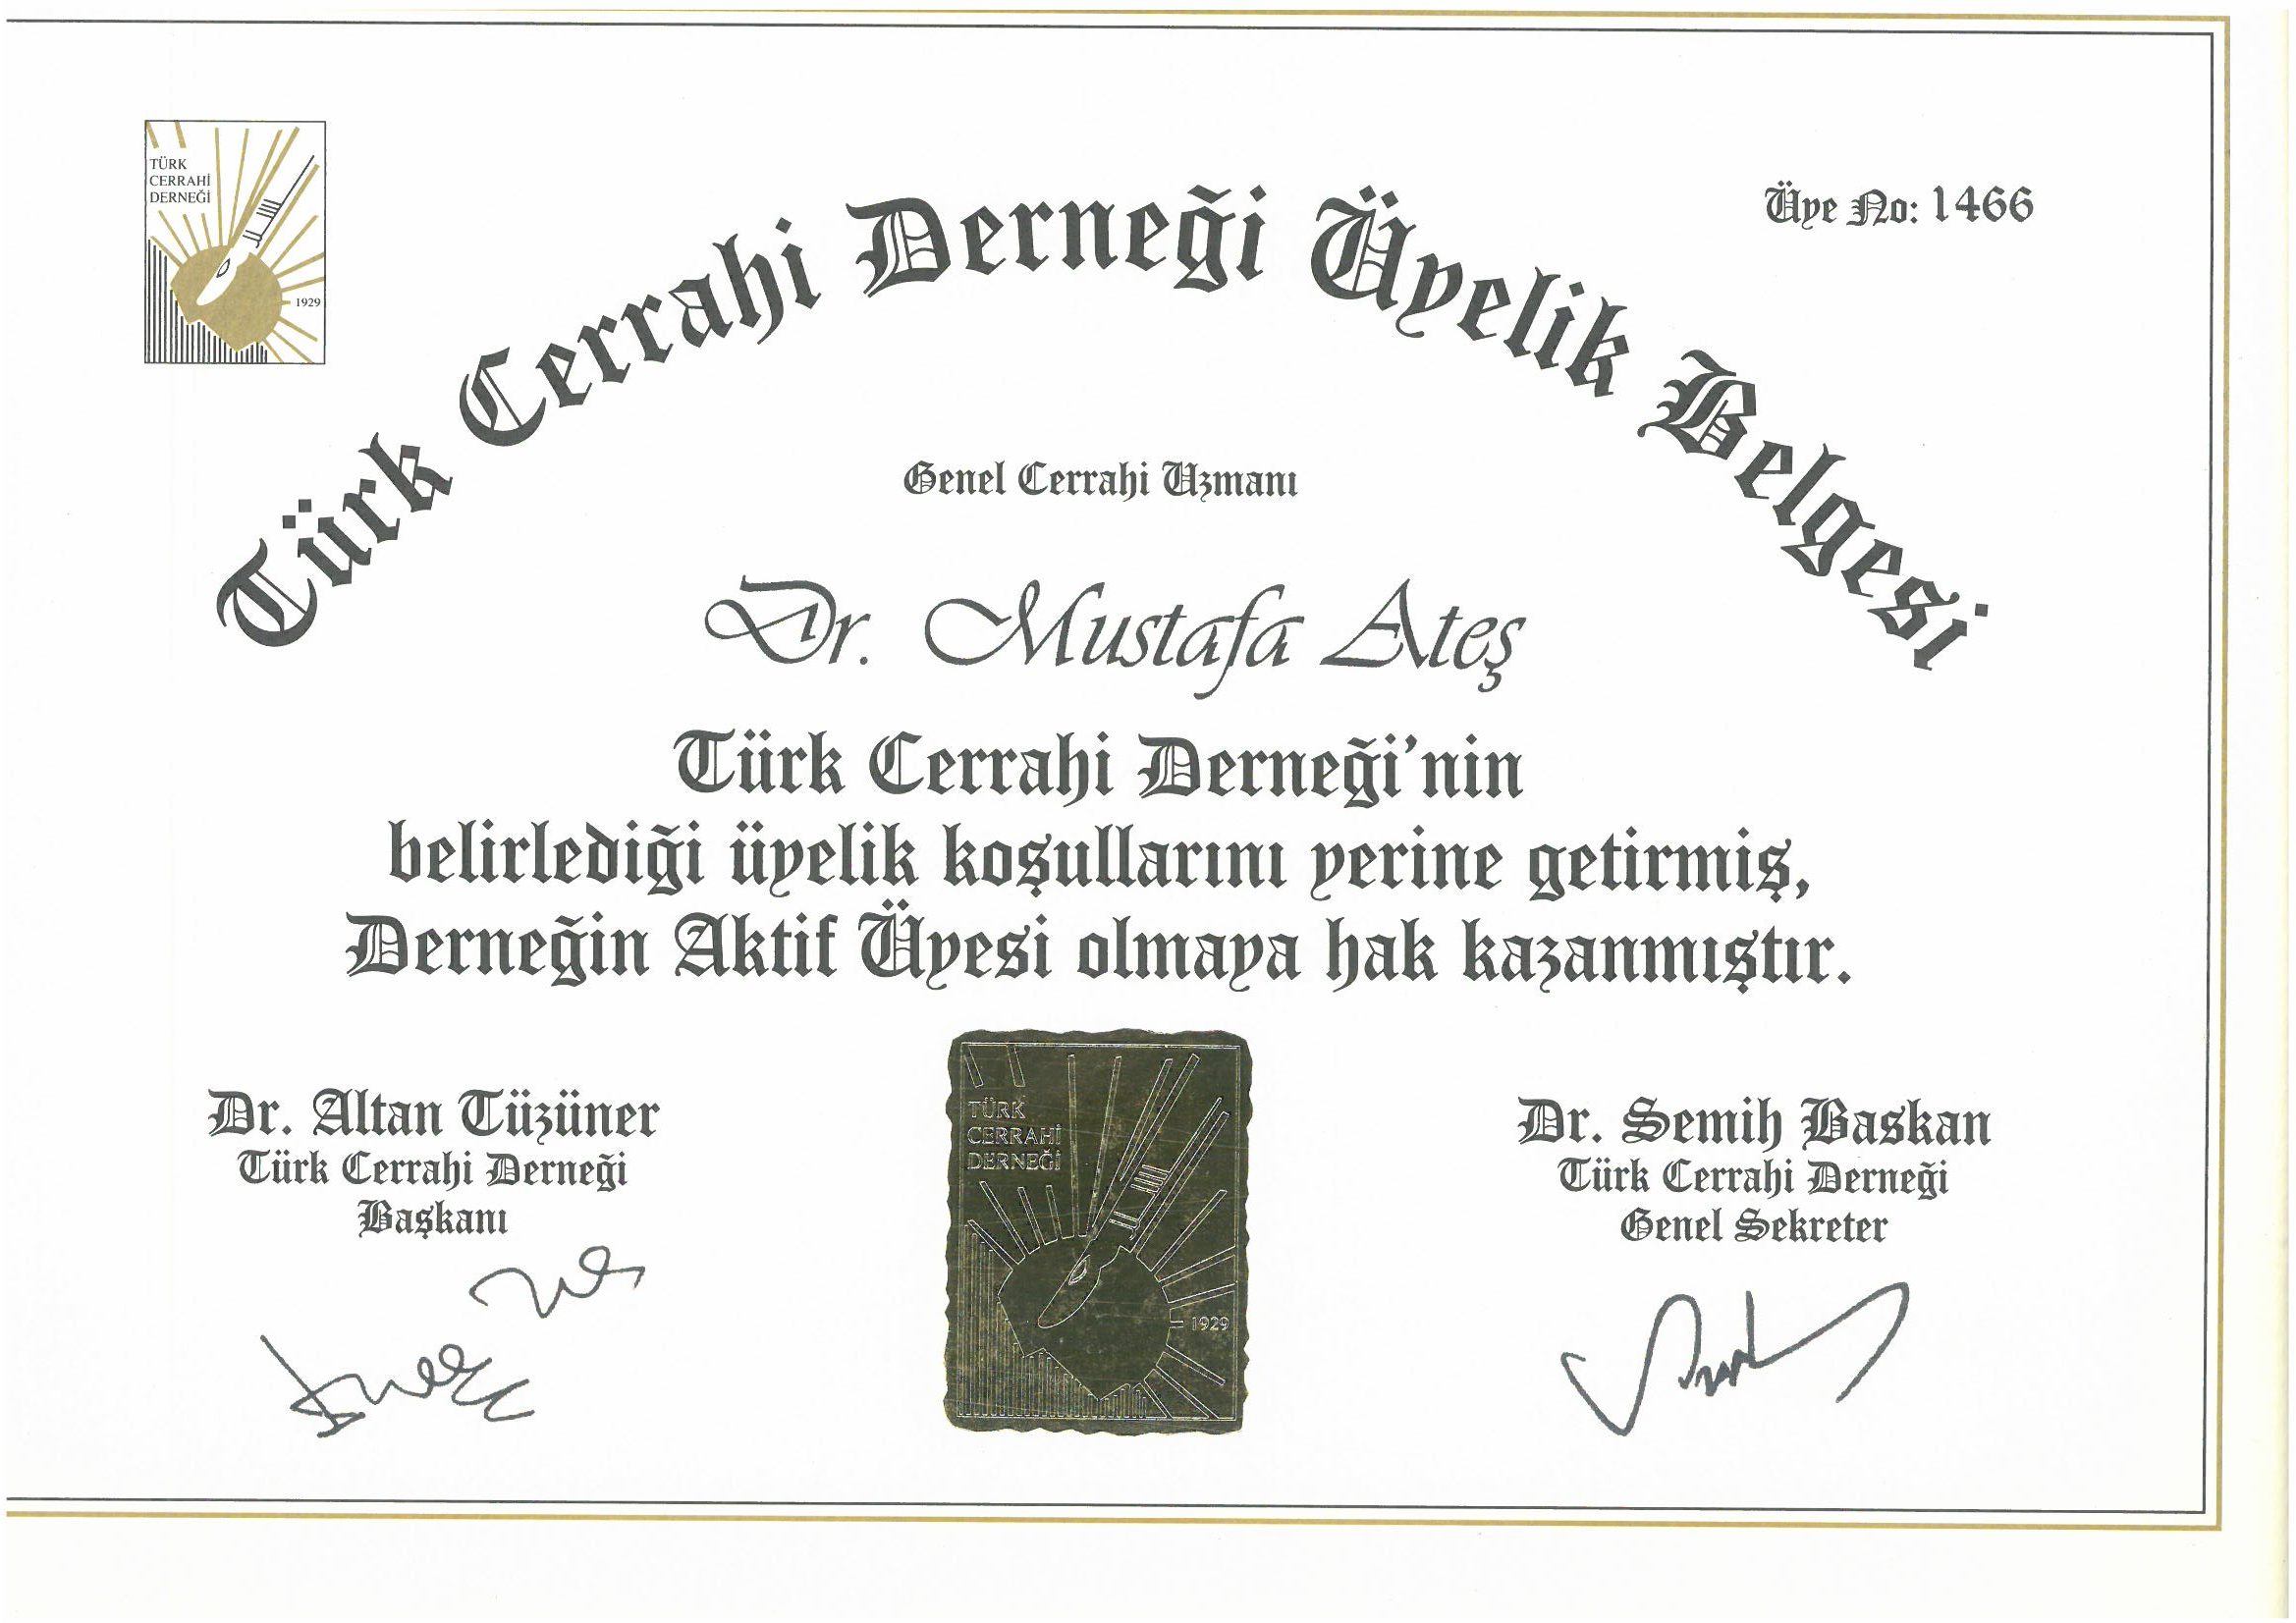 TÜRK
CERRAHİ
DERNEĞİ
1929
Üye No: 1466
Türk Cerrahi Derneği Üyelik Belgesi
Genel Cerrahi Uzmanı
Dr. Mustafa Ateş
Türk Cerrahi Derneği'nin
belirlediği üyelik koşullarını yerine getirmiş,
Derneğin Aktif Üyesi olmaya hak kazanmıştır.
Dr. Altan Tüzüner
Türk Cerrahi Derneği
Başkanı
TÜRK
CERRAHİ
DERNEĞİ
1929
Dr. Semih Baskan
Türk Cerrahi Derneği
Genel Sekreter